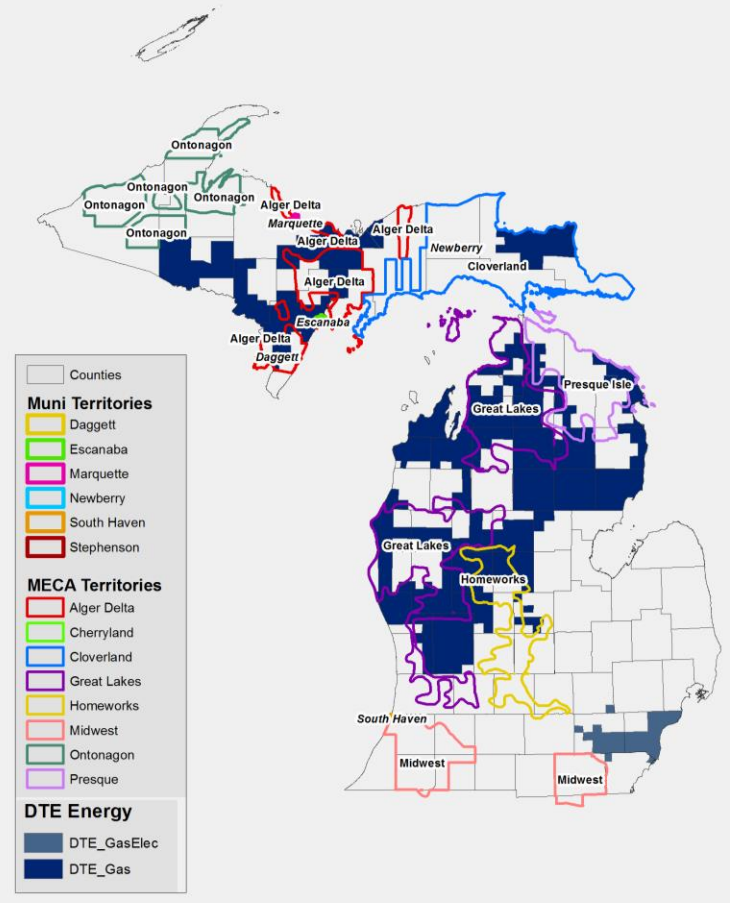 Ontonagon
Ontonagon
Ontonagon
Ontonagon
Ontonagon
Alger Delta
Marquette
Alger Delta
Alger Delta
Newberry
Cloverland
Alger Delta
Escanaba
Alger Delta
Daggett
Presque Isle
Great Lakes
Great Lakes
Homeworks
South Haven
Midwest
Midwest
Counties
Muni Territories
Daggett
Escanaba
Marquette
Newberry
South Haven
Stephenson
MECA Territories
Alger Delta
Cherryland
Cloverland
Great Lakes
Homeworks
Midwest
Ontonagon
Presque
DTE Energy
DTE_GasElec
DTE_Gas